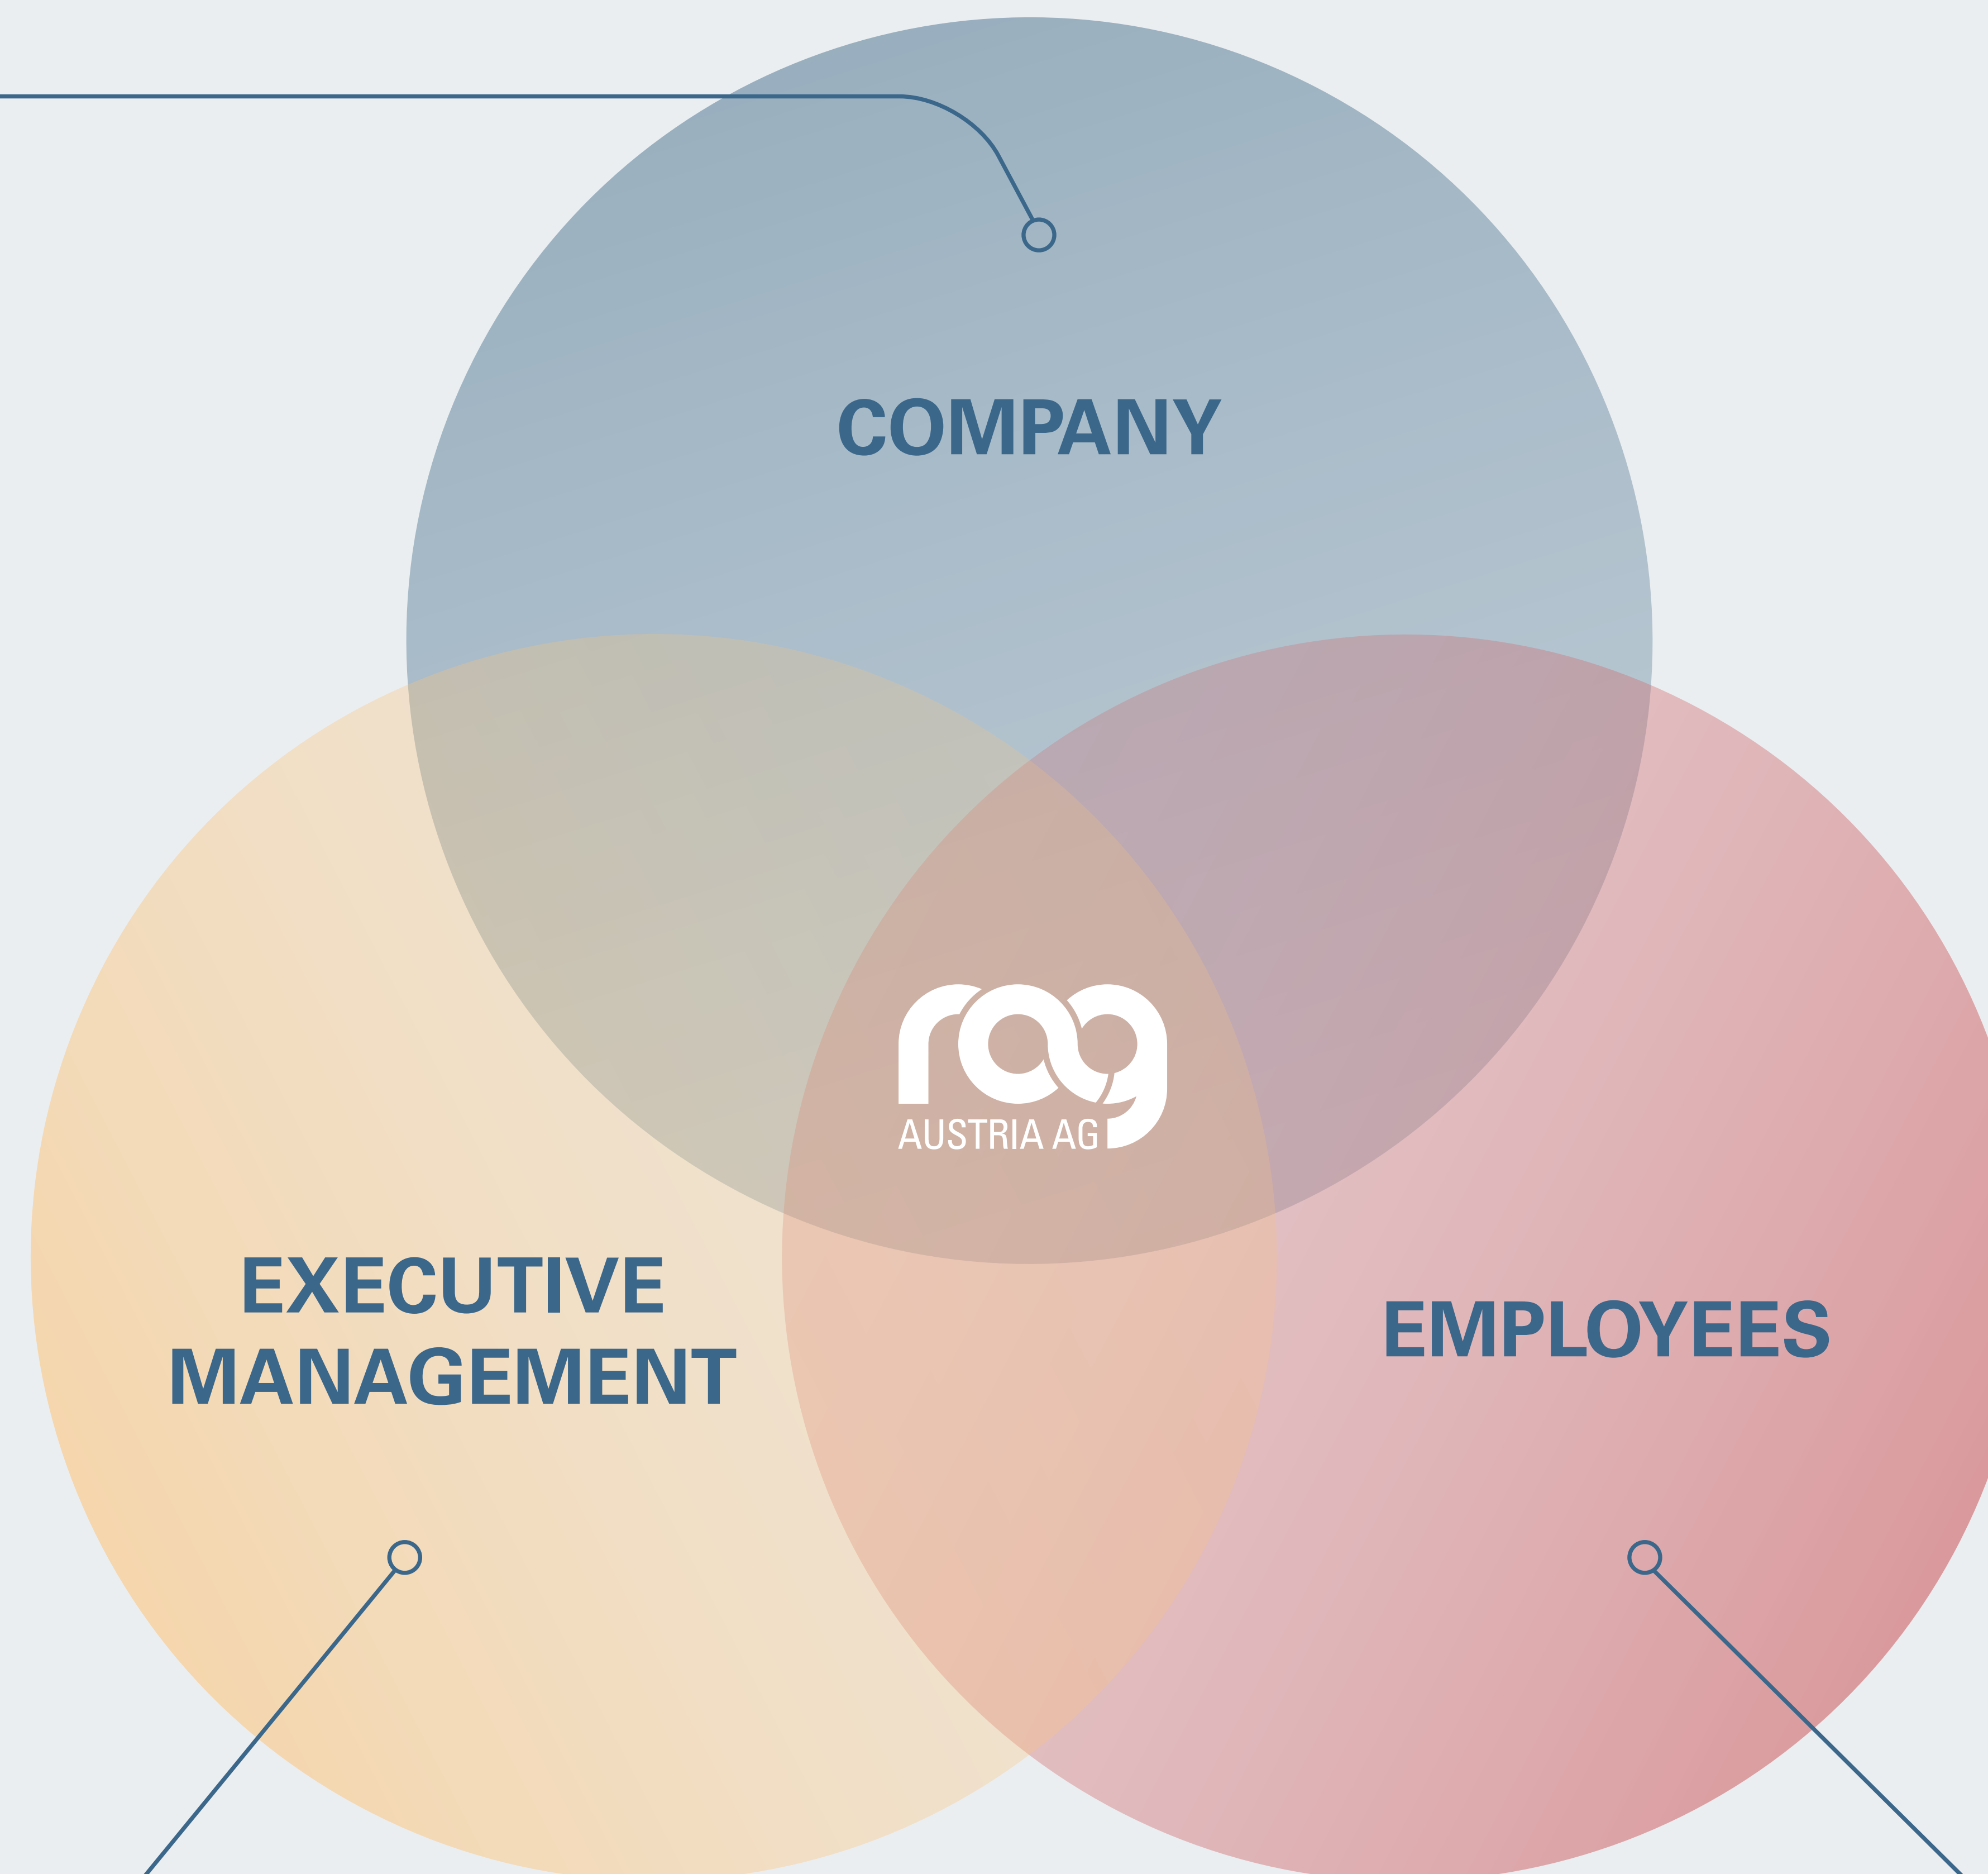 COMPANY
rag
AUSTRIA AG
EXECUTIVE
MANAGEMENT
EMPLOYEES